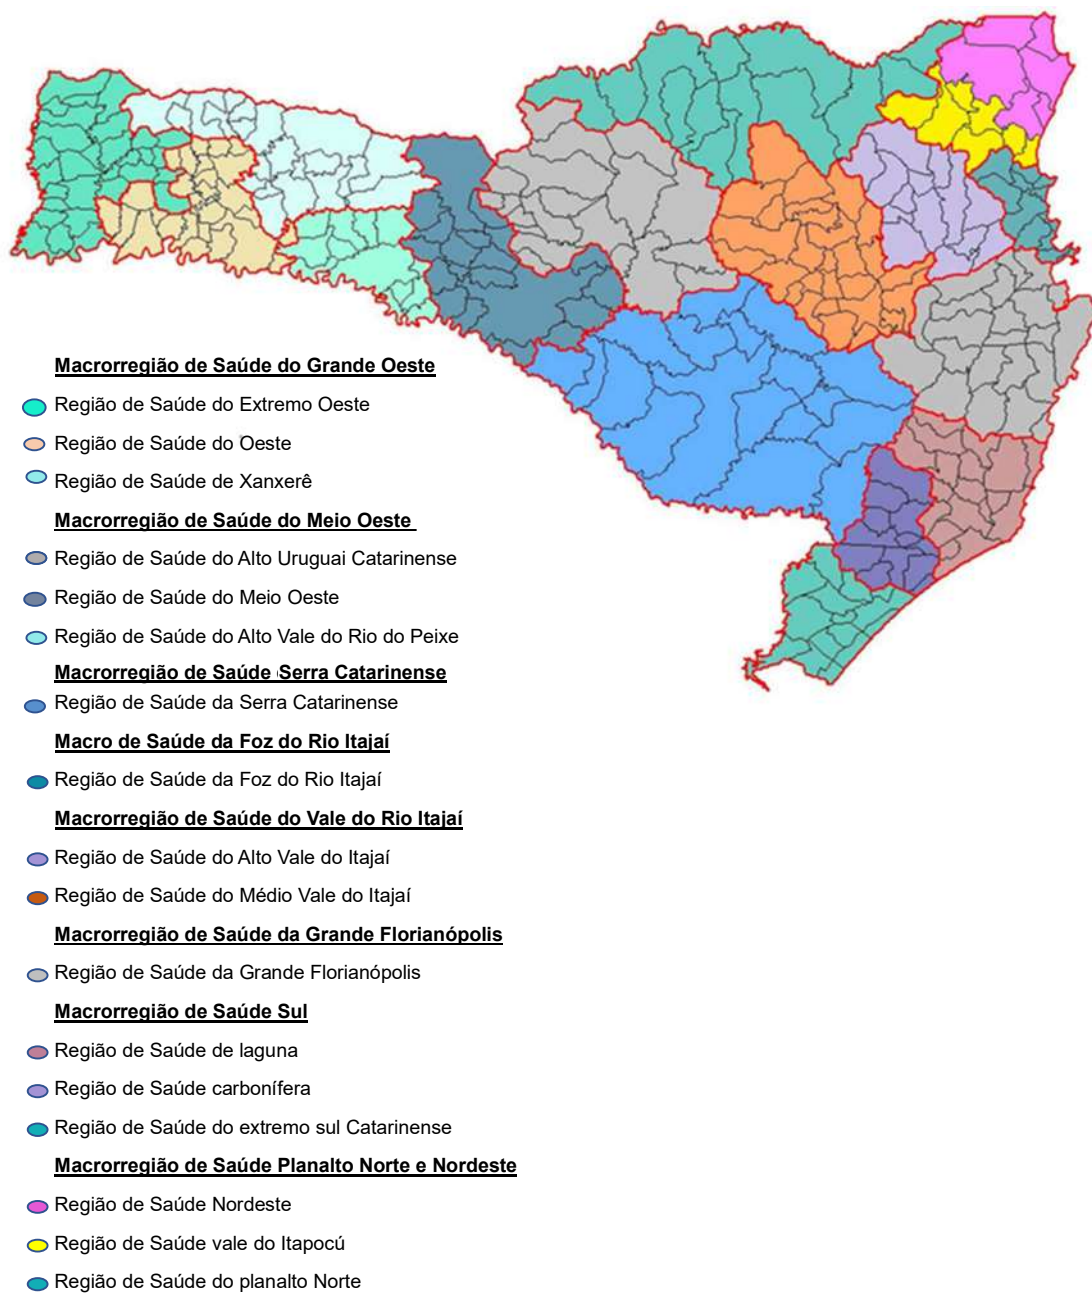 Macrorregião de Saúde do Grande Oeste
Região de Saúde do Extremo Oeste
Região de Saúde do Oeste
Região de Saúde de Xanxerê
Macrorregião de Saúde do Meio Oeste
Região de Saúde do Alto Uruguai Catarinense
Região de Saúde do Meio Oeste
Região de Saúde do Alto Vale do Rio do Peixe
Macrorregião de Saúde Serra Catarinense
Região de Saúde da Serra Catarinense
Macro de Saúde da Foz do Rio Itajaí
Região de Saúde da Foz do Rio Itajaí
Macrorregião de Saúde do Vale do Rio Itajaí
Região de Saúde do Alto Vale do Itajaí
Região de Saúde do Médio Vale do Itajaí
Macrorregião de Saúde da Grande Florianópolis
Região de Saúde da Grande Florianópolis
Macrorregião de Saúde Sul
Região de Saúde de laguna
Região de Saúde carbonífera
Região de Saúde do extremo sul Catarinense
Macrorregião de Saúde Planalto Norte e Nordeste
Região de Saúde Nordeste
Região de Saúde vale do Itapocú
Região de Saúde do planalto Norte